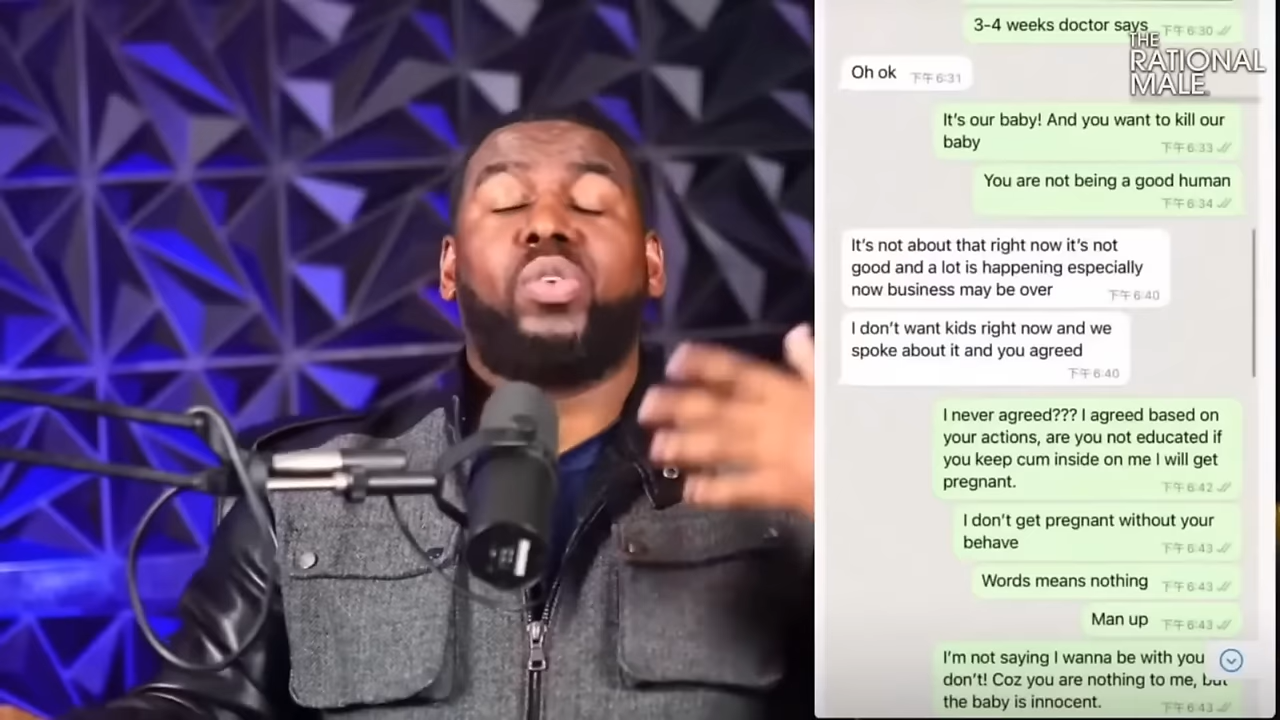 3-4 weeks doctor says 下午 6:30
THE
RATIONAL
MALE
Oh ok 下午 6:31
It's our baby! And you want to kill our
baby 下午 6:33
You are not being a good human
下午 6:34
It's not about that right now it's not
good and a lot is happening especially
now business may be over 下午 6:40
I don't want kids right now and we
spoke about it and you agreed
下午 6:40
I never agreed??? I agreed based on
your actions, are you not educated if
you keep cum inside on me I will get
pregnant. 下午 6:42
I don't get pregnant without your
behave 下午 6:43
Words means nothing 下午 6:43
Man up 下午 6:43
I'm not saying I wanna be with you
don't! Coz you are nothing to me, but
the baby is innocent. 下午 6:43